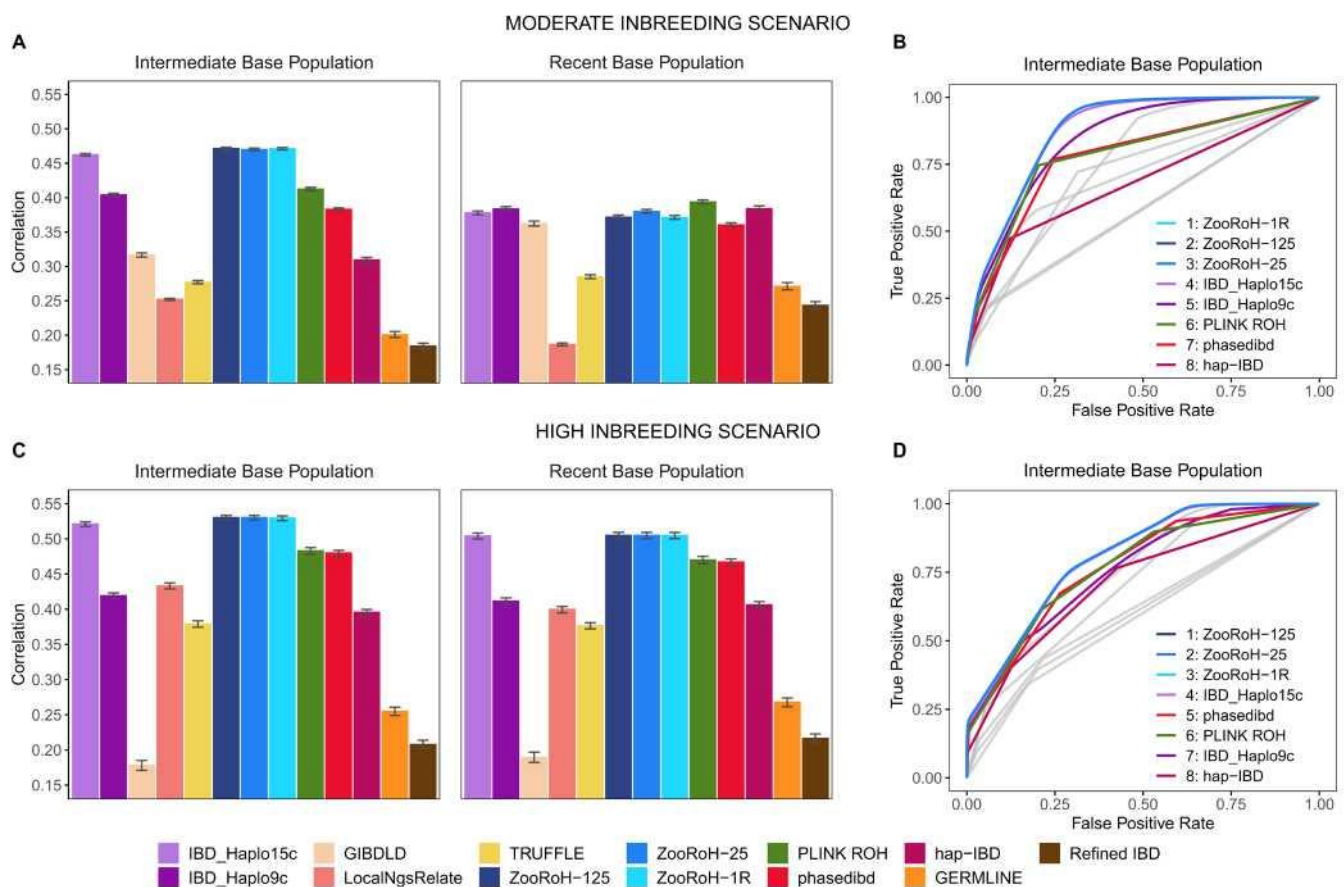 MODERATE INBREEDING SCENARIO
A
B
Intermediate Base Population
Recent Base Population
Intermediate Base Population
Correlation
0.55
0.50
0.45
0.40
0.35
0.30
0.25
0.20
0.15
True Positive Rate
1.00
0.75
0.50
0.25
0.00
1: ZooRoH−1R
2: ZooRoH−125
3: ZooRoH−25
4: IBD_Haplo15c
5: IBD_Haplo9c
6: PLINK ROH
7: phasedibd
8: hap−IBD
0.00 0.25 0.50 0.75 1.00
False Positive Rate
HIGH INBREEDING SCENARIO
C
D
Intermediate Base Population
Recent Base Population
Intermediate Base Population
Correlation
0.55
0.50
0.45
0.40
0.35
0.30
0.25
0.20
0.15
True Positive Rate
1.00
0.75
0.50
0.25
0.00
1: ZooRoH−125
2: ZooRoH−25
3: ZooRoH−1R
4: IBD_Haplo15c
5: phasedibd
6: PLINK ROH
7: IBD_Haplo9c
8: hap−IBD
0.00 0.25 0.50 0.75 1.00
False Positive Rate
IBD_Haplo15c GIBDLD TRUFFLE ZooRoH−25 PLINK ROH hap−IBD Refined IBD
IBD_Haplo9c LocalNgsRelate ZooRoH−125 ZooRoH−1R phasedibd GERMLINE